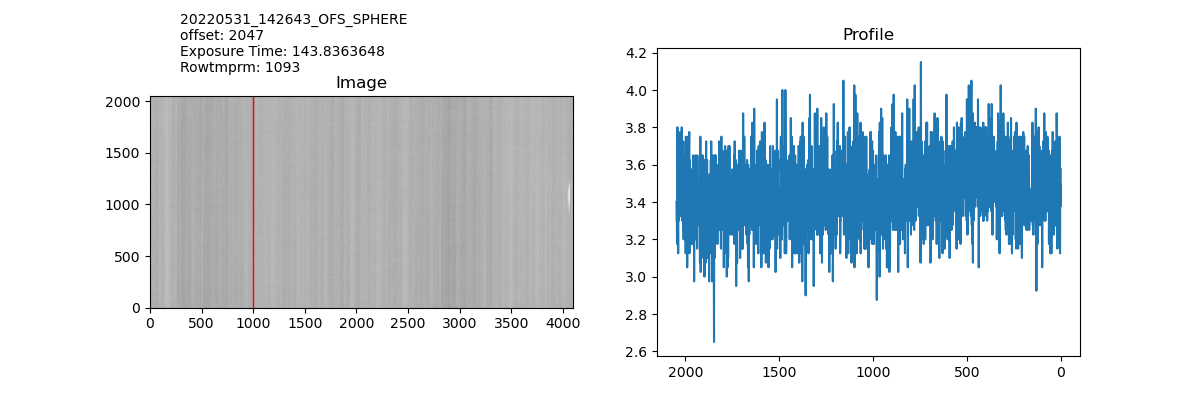 20220531_142643_OFS_SPHERE
offset: 2047
Exposure Time: 143.8363648
Rowtmprm: 1093
Image
2000
1500
1000
500
0
0 500 1000 1500 2000 2500 3000 3500 4000
Profile
4.2
4.0
3.8
3.6
3.4
3.2
3.0
2.8
2.6
2000 1500 1000 500 0